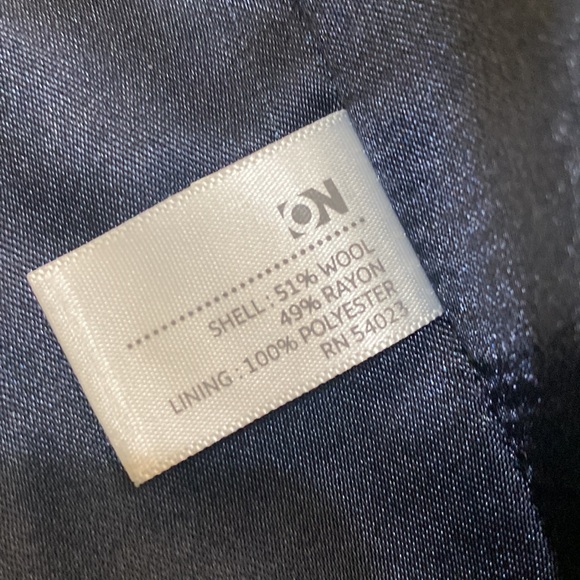 ON
SHELL : 51% WOOL
49% RAYON
LINING : 100% POLYESTER
RN 54023